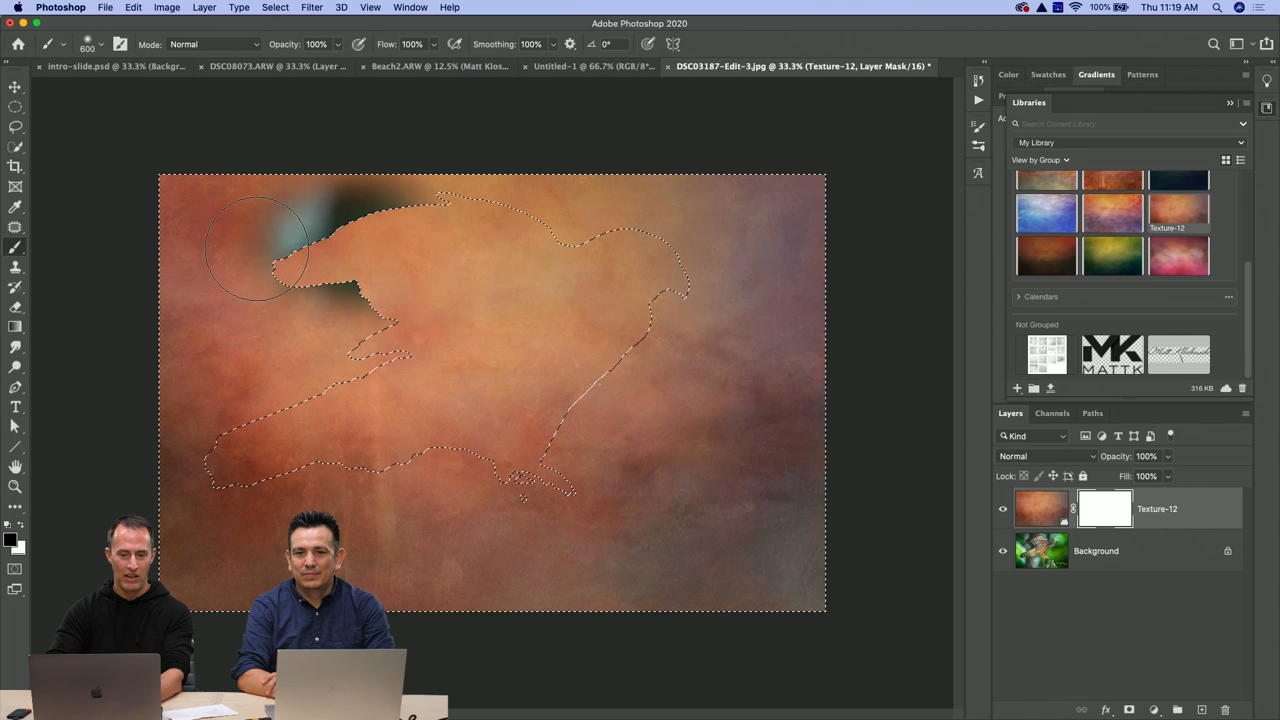 Photoshop File Edit Image Layer Type Select Filter 3D View Window Help 100% Thu 11:19 AM
Adobe Photoshop 2020
600 Mode: Normal Opacity: 100% Flow: 100% Smoothing: 100% 0°
intro-slide.psd @ 33.3% (Backgr... DSC08073.ARW @ 33.3% (Layer ... Beach2.ARW @ 12.5% (Matt Klos... Untitled-1 @ 66.7% (RGB/8*... DSC03187-Edit-3.jpg @ 33.3% (Texture-12, Layer Mask/16) *
Color Swatches Gradients Patterns
Libraries
Search Current Library
My Library
View by Group
Texture-12
Calendars
Not Grouped
MK
MATTK
316 KB
Layers Channels Paths
Kind
Normal Opacity: 100%
Lock: Fill: 100%
Texture-12
Background